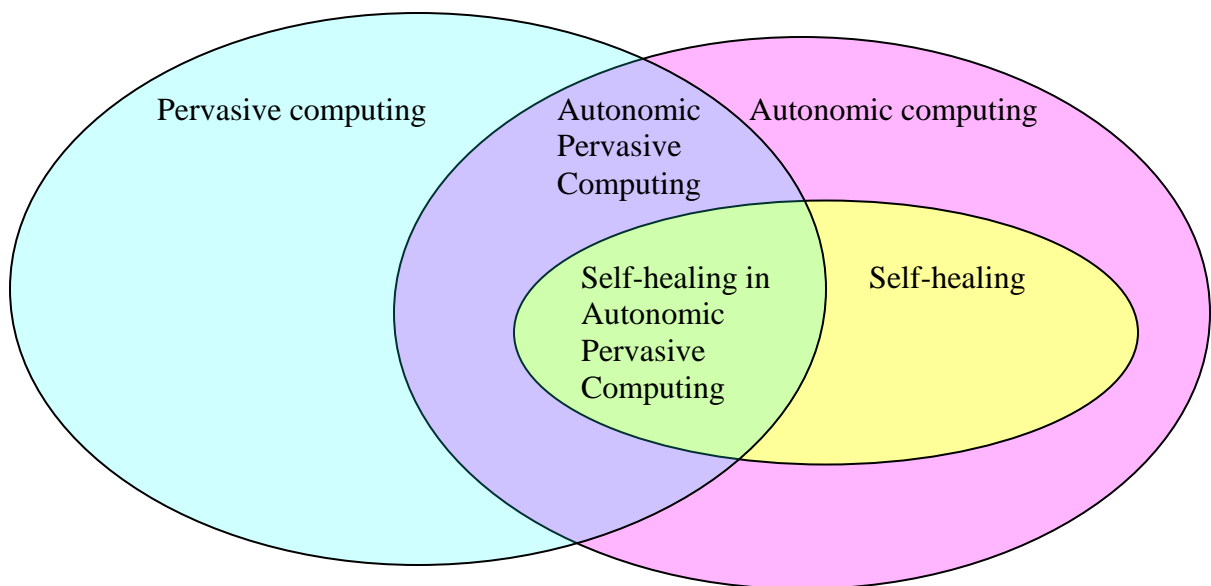 Pervasive computing
Autonomic
Pervasive
Computing
Autonomic computing
Self-healing in
Autonomic
Pervasive
Computing
Self-healing